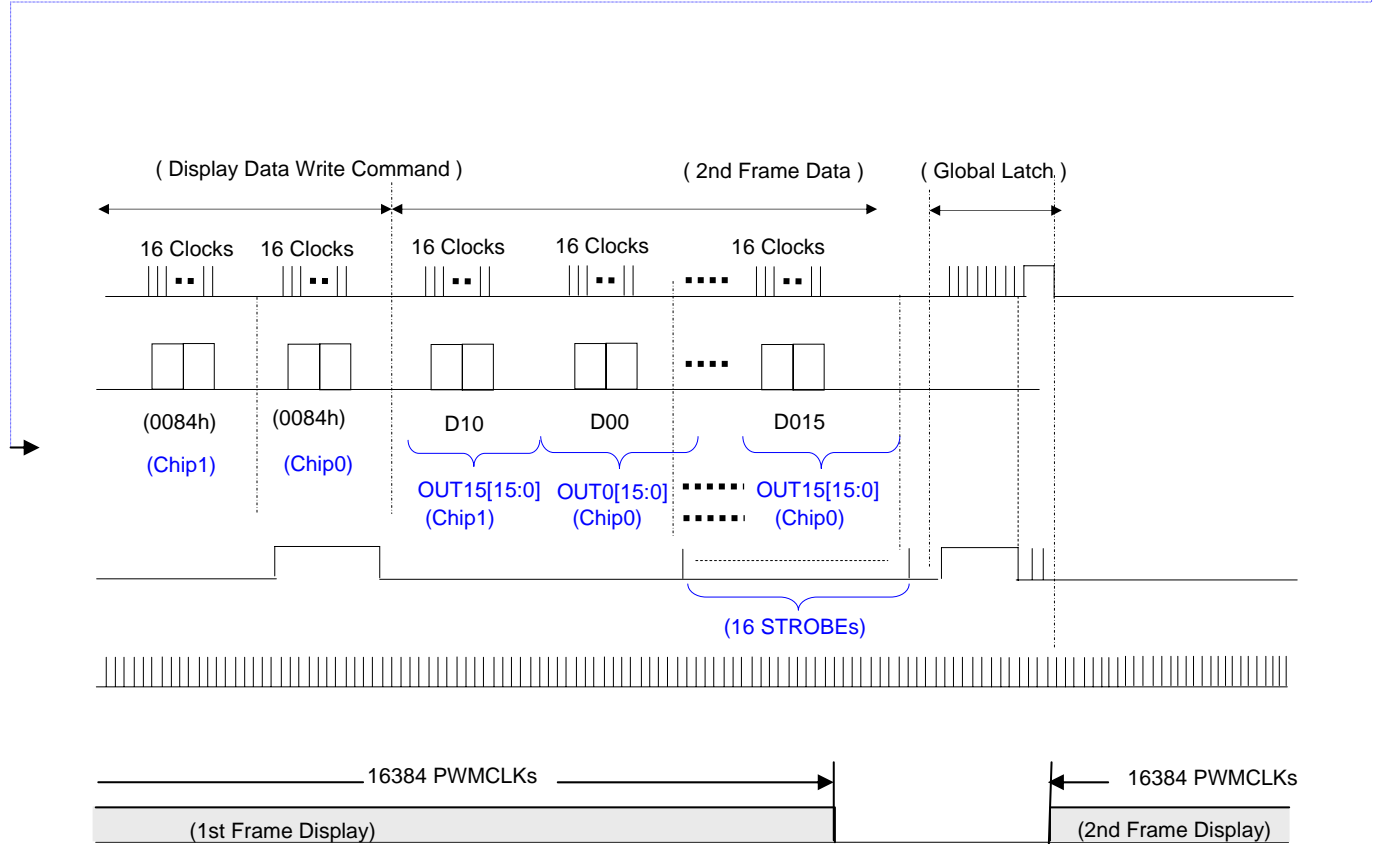 ( Display Data Write Command )
( 2nd Frame Data )
( Global Latch )
16 Clocks
16 Clocks
16 Clocks
16 Clocks
16 Clocks
(0084h)
(0084h)
D10
D00
D015
(Chip1)
(Chip0)
OUT15[15:0]
OUT0[15:0]
OUT15[15:0]
(Chip1)
(Chip0)
(Chip0)
(16 STROBEs)
16384 PWMCLKs
16384 PWMCLKs
(1st Frame Display)
(2nd Frame Display)